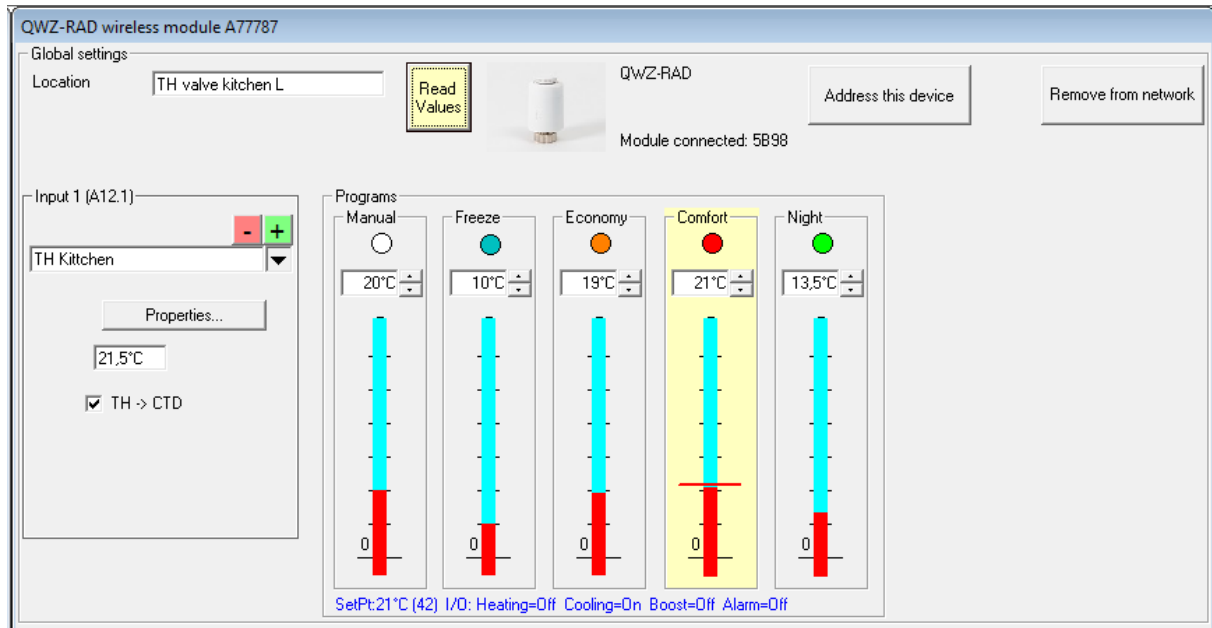 QWZ-RAD wireless module A77787
Global settings
Location
TH valve kitchen L
Read
Values
QWZ-RAD
Module connected: 5B98
Address this device
Remove from network
Input 1 (A12.1)
- +
TH Kittchen
Properties...
21,5°C
TH -> CTD
Programs
Manual Freeze Economy Comfort Night
20°C 10°C 19°C 21°C 13,5°C
0 0 0 0 0
SetPt:21°C (42) I/O: Heating=Off Cooling=On Boost=Off Alarm=Off